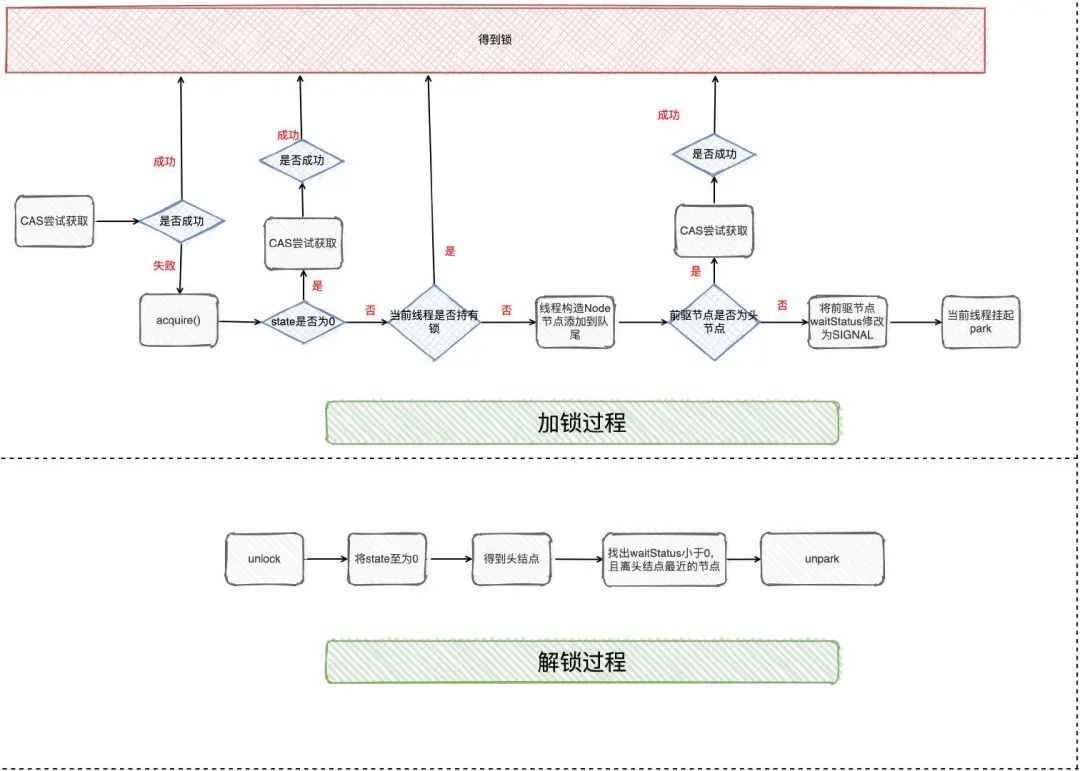 得到锁
成功
成功
成功
是否成功
是否成功
CAS尝试获取
是否成功
CAS尝试获取
CAS尝试获取
失败
是
是
是
acquire()
state是否为0
否
当前线程是否持有
锁
否
线程构造Node
节点添加到队
尾
前驱节点是否为头
节点
否
将前驱节点
waitStatus修改
为SIGNAL
当前线程挂起
park
加锁过程
unlock
将state至为0
得到头结点
找出waitStatus小于0,
且离头结点最近的节点
unpark
解锁过程